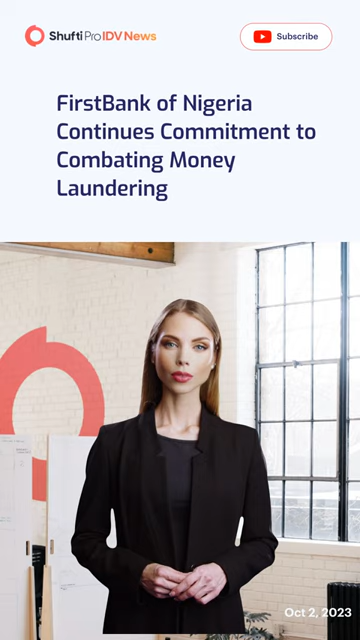 Shufti Pro IDV News
Subscribe
FirstBank of Nigeria
Continues Commitment to
Combating Money
Laundering
Oct 2, 2023